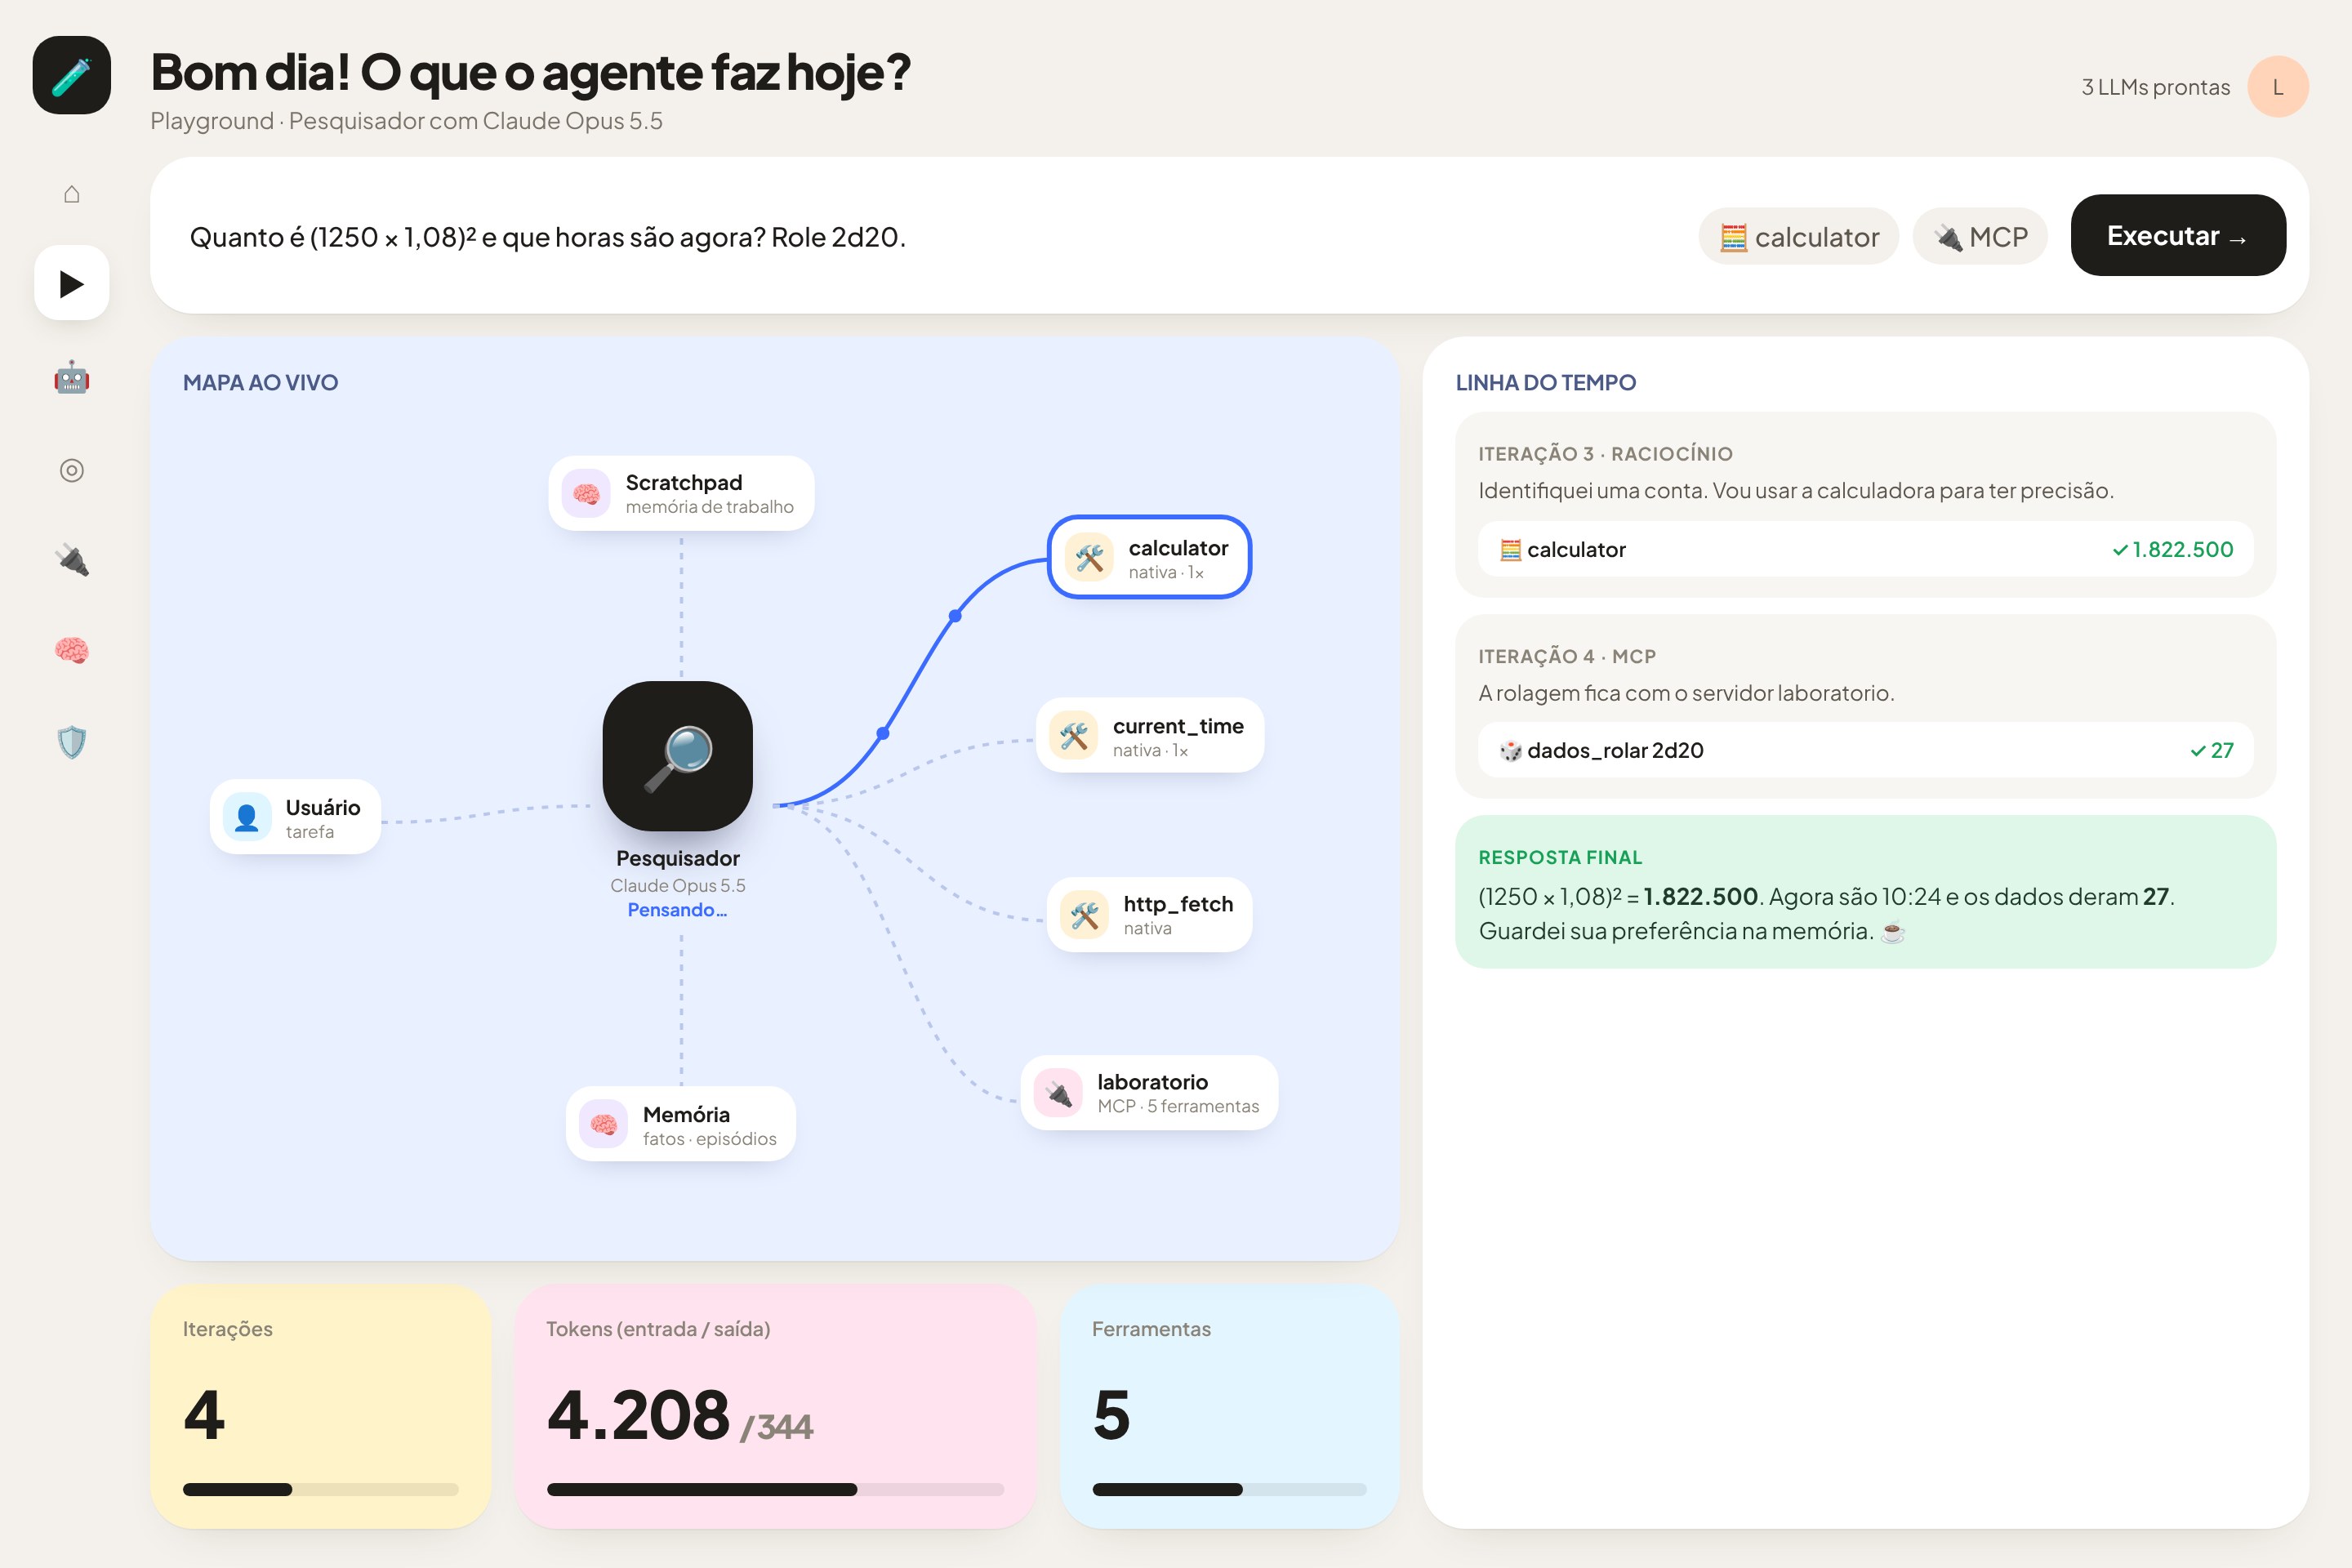 Bom dia! O que o agente faz hoje?
Playground · Pesquisador com Claude Opus 5.5
3 LLMs prontas
L
Quanto é (1250 × 1,08)² e que horas são agora? Role 2d20.
calculator
MCP
Executar →
MAPA AO VIVO
Scratchpad
memória de trabalho
calculator
nativa · 1×
current_time
nativa · 1×
Usuário
tarefa
Pesquisador
Claude Opus 5.5
Pensando…
http_fetch
nativa
laboratorio
MCP · 5 ferramentas
Memória
fatos · episódios
LINHA DO TEMPO
ITERAÇÃO 3 · RACIOCÍNIO
Identifiquei uma conta. Vou usar a calculadora para ter precisão.
calculator
✓ 1.822.500
ITERAÇÃO 4 · MCP
A rolagem fica com o servidor laboratorio.
dados_rolar 2d20
✓ 27
RESPOSTA FINAL
(1250 × 1,08)² = 1.822.500. Agora são 10:24 e os dados deram 27.
Guardei sua preferência na memória. ☕
Iterações
4
Tokens (entrada / saída)
4.208 / 344
Ferramentas
5